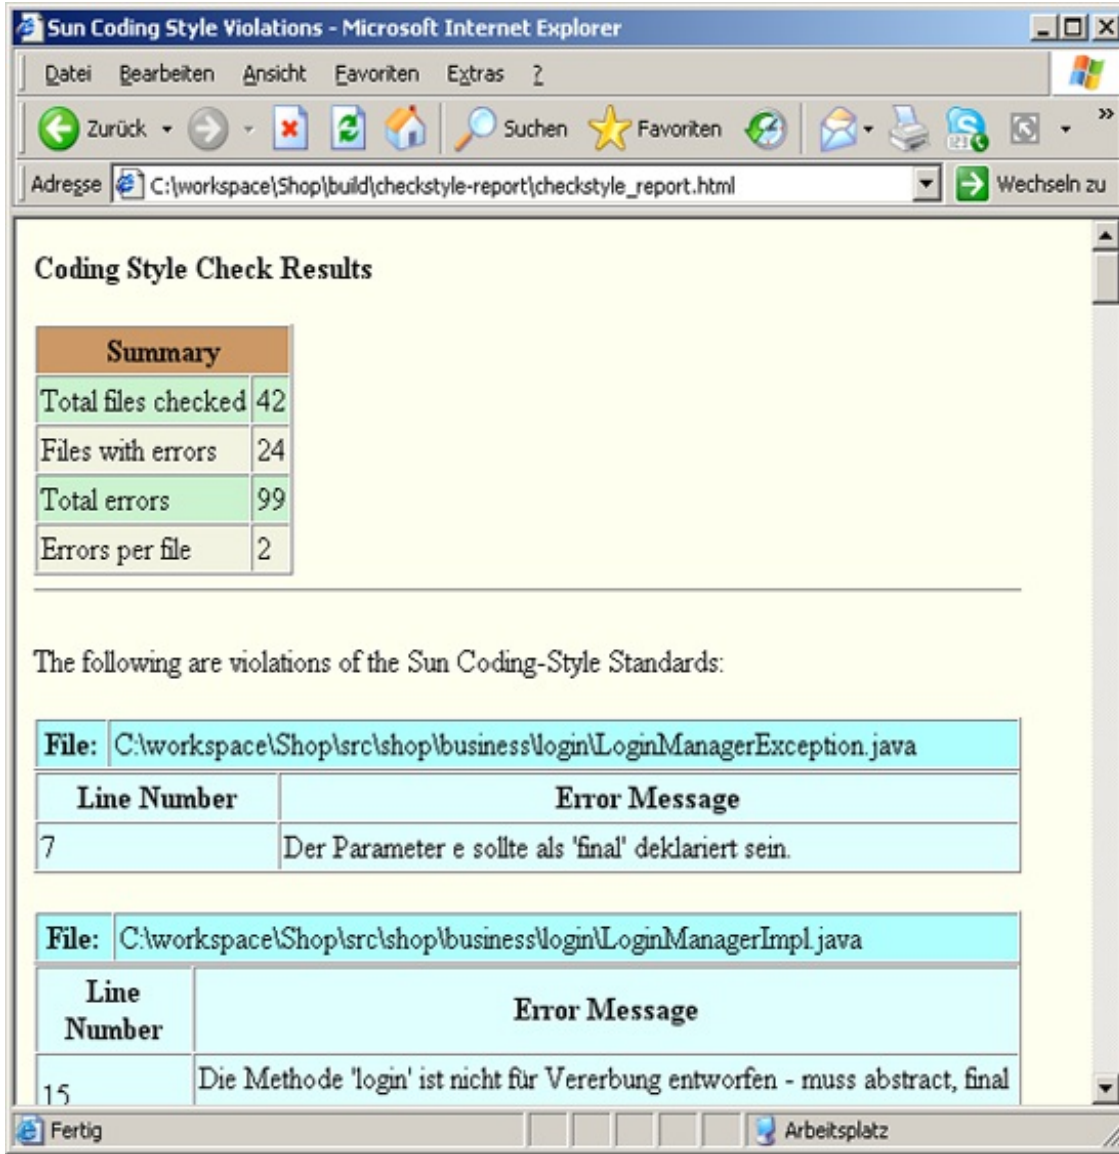 Sun Coding Style Violations - Microsoft Internet Explorer
Datei Bearbeiten Ansicht Favoriten Extras ?
Zurück Suchen Favoriten »
Adresse C:\workspace\Shop\build\checkstyle-report\checkstyle_report.html Wechseln zu
Coding Style Check Results
Summary
Total files checked 42
Files with errors 24
Total errors 99
Errors per file 2
The following are violations of the Sun Coding-Style Standards:
File: C:\workspace\Shop\src\shop\business\login\LoginManagerException.java
Line Number Error Message
7 Der Parameter e sollte als 'final' deklariert sein.
File: C:\workspace\Shop\src\shop\business\login\LoginManagerImpl.java
Line Number Error Message
15 Die Methode 'login' ist nicht für Vererbung entworfen - muss abstract, final
Fertig Arbeitsplatz